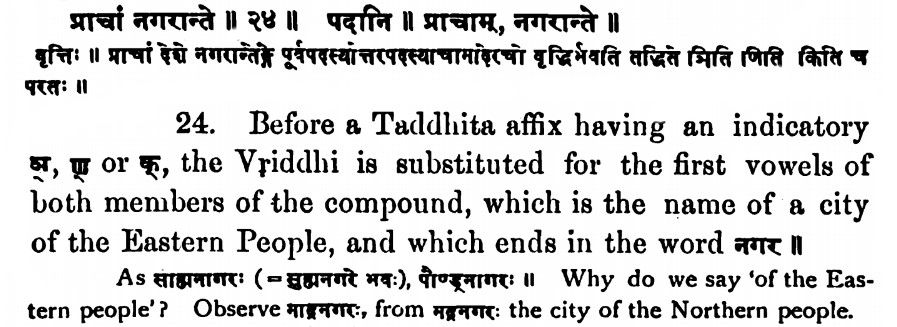 प्राचां नगरान्ते ॥ २४ ॥ पदानि ॥ प्राचाम्, नगरान्ते ॥
वृत्तिः ॥ प्राचां देशे नगरान्तेङ्गे पूर्वपदस्योत्तरपदस्याचामादेरचो वृद्धिर्भवति तद्धिते ञिति णिति किति च
परतः ॥
24. Before a Taddhita affix having an indicatory
ञ्, ण् or क्, the Vṛiddhi is substituted for the first vowels of
both members of the compound, which is the name of a city
of the Eastern People, and which ends in the word नगर ॥
As साह्मनागरः (= सुह्मनगरे भवः), पौण्ड्रनागरः ॥ Why do we say 'of the Eas-
tern people'? Observe माद्रनगरः, from मद्रनगरः the city of the Northern people.